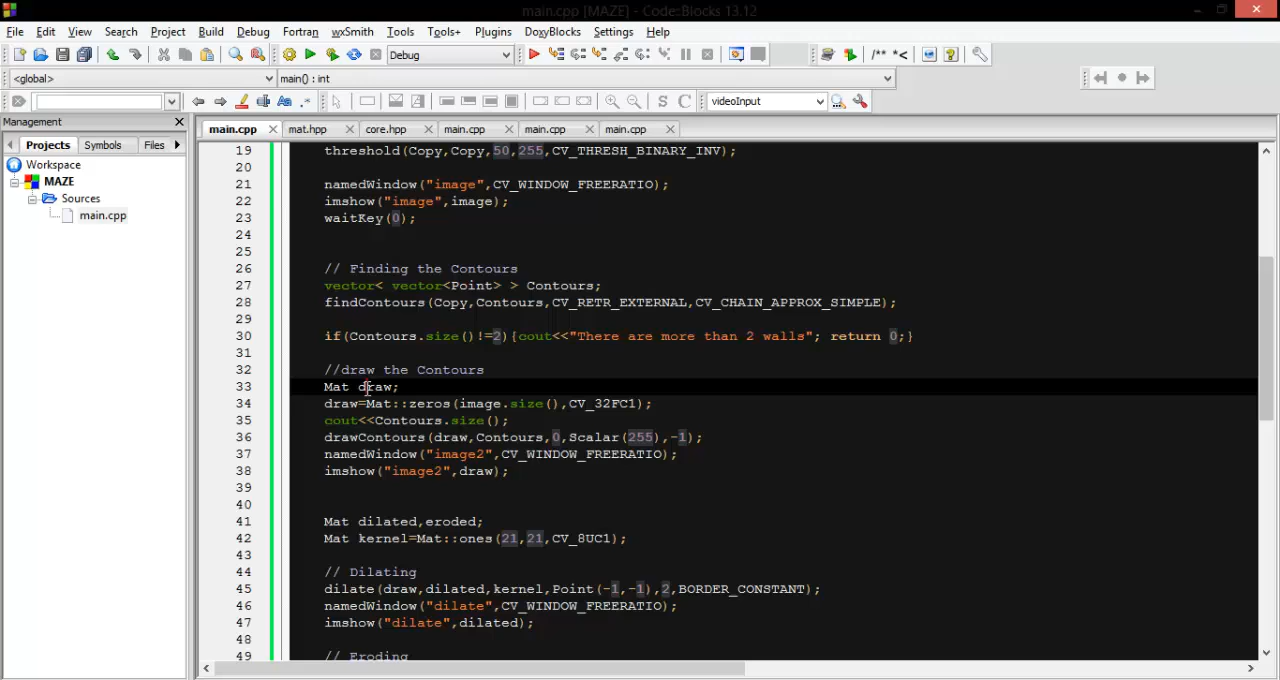 main.cpp [MAZE] - Code::Blocks 13.12
File Edit View Search Project Build Debug Fortran wxSmith Tools Tools+ Plugins DoxyBlocks Settings Help
Debug
/** *<
<global> main() : int
Aa .* S C videoInput
Management
Projects Symbols Files
main.cpp mat.hpp core.hpp main.cpp main.cpp main.cpp
Workspace
MAZE
Sources
main.cpp
19 threshold(Copy,Copy,50,255,CV_THRESH_BINARY_INV);
20
21 namedWindow("image",CV_WINDOW_FREERATIO);
22 imshow("image",image);
23 waitKey(0);
24
25
26 // Finding the Contours
27 vector< vector<Point> > Contours;
28 findContours(Copy,Contours,CV_RETR_EXTERNAL,CV_CHAIN_APPROX_SIMPLE);
29
30 if(Contours.size()!=2){cout<<"There are more than 2 walls"; return 0;}
31
32 //draw the Contours
33 Mat draw;
34 draw=Mat::zeros(image.size(),CV_32FC1);
35 cout<<Contours.size();
36 drawContours(draw,Contours,0,Scalar(255),-1);
37 namedWindow("image2",CV_WINDOW_FREERATIO);
38 imshow("image2",draw);
39
40
41 Mat dilated,eroded;
42 Mat kernel=Mat::ones(21,21,CV_8UC1);
43
44 // Dilating
45 dilate(draw,dilated,kernel,Point(-1,-1),2,BORDER_CONSTANT);
46 namedWindow("dilate",CV_WINDOW_FREERATIO);
47 imshow("dilate",dilated);
48
49 // Eroding